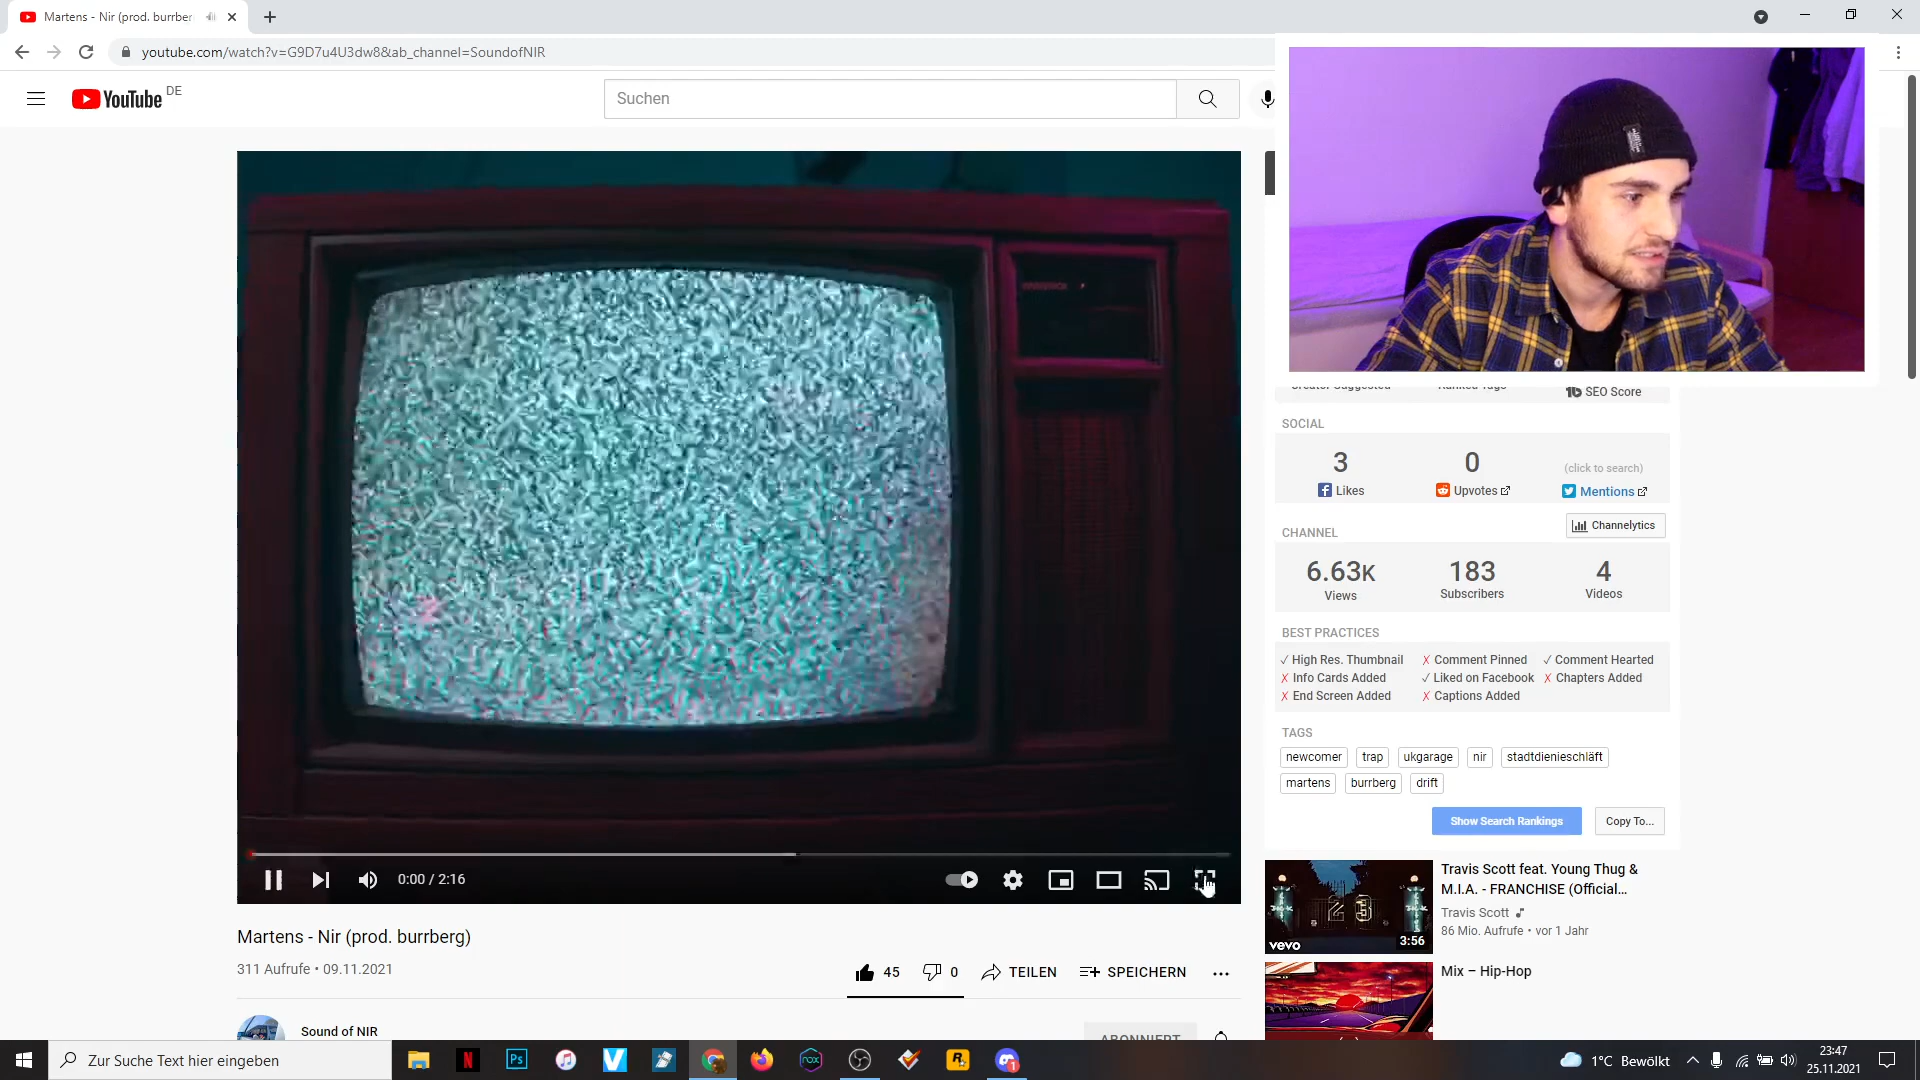 Martens - Nir (prod. burrber
youtube.com/watch?v=G9D7u4U3dw8&ab_channel=SoundofNIR
YouTube DE
Suchen
SEO Score
SOCIAL
3 0 (click to search)
Likes Upvotes Mentions
CHANNEL Channelytics
6.63K 183 4
Views Subscribers Videos
BEST PRACTICES
✓ High Res. Thumbnail ✗ Comment Pinned ✓ Comment Hearted
✗ Info Cards Added ✓ Liked on Facebook ✗ Chapters Added
✗ End Screen Added ✗ Captions Added
TAGS
newcomer trap ukgarage nir stadtdienieschläft
martens burrberg drift
Show Search Rankings Copy To...
0:00 / 2:16
Martens - Nir (prod. burrberg)
311 Aufrufe • 09.11.2021
45 0 TEILEN SPEICHERN
Sound of NIR
ABONNIERT
Travis Scott feat. Young Thug &
M.I.A. - FRANCHISE (Official...
Travis Scott
86 Mio. Aufrufe • vor 1 Jahr
23
vevo 3:56
Mix – Hip-Hop
Zur Suche Text hier eingeben
Ps
nox
1°C Bewölkt
23:47
25.11.2021